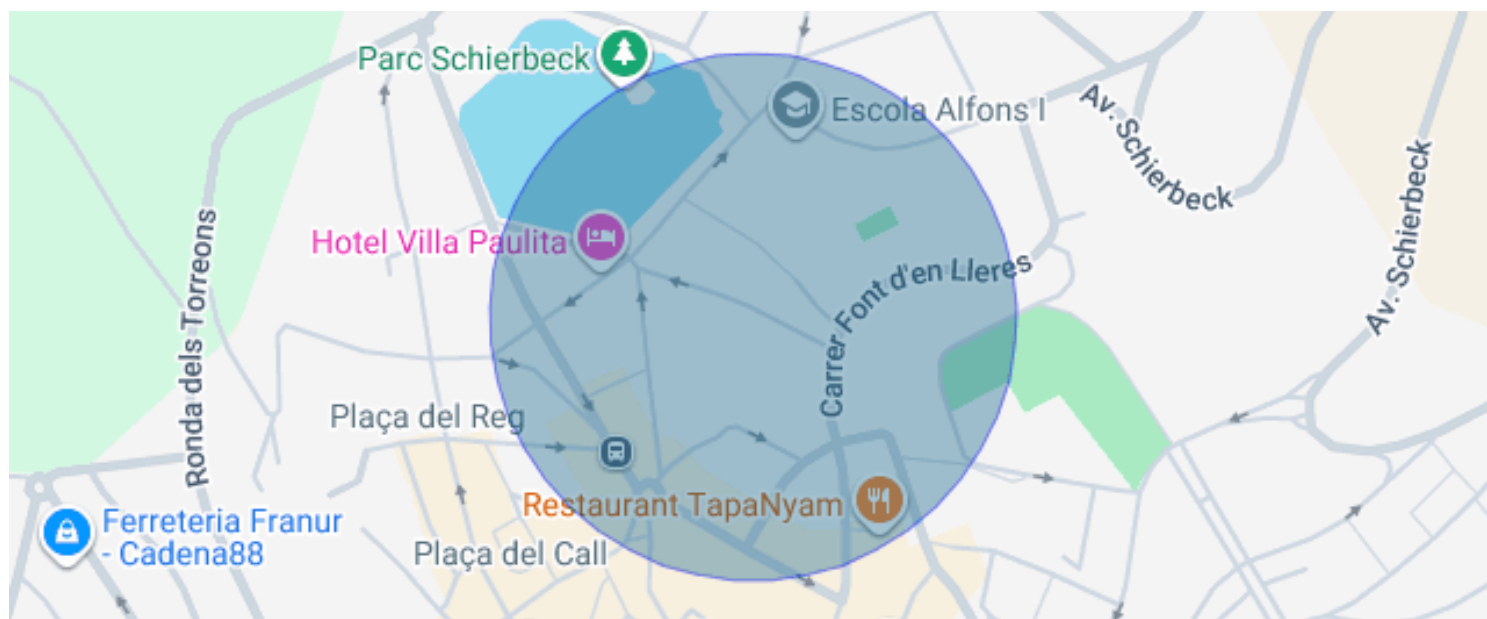 Parc Schierbeck
Escola Alfons I
Av. Schierbeck
Av. Schierbeck
Hotel Villa Paulita
Ronda dels Torreons
Carrer Font d'en Lleres
Plaça del Reg
Restaurant TapaNyam
Ferreteria Franur
- Cadena88
Plaça del Call